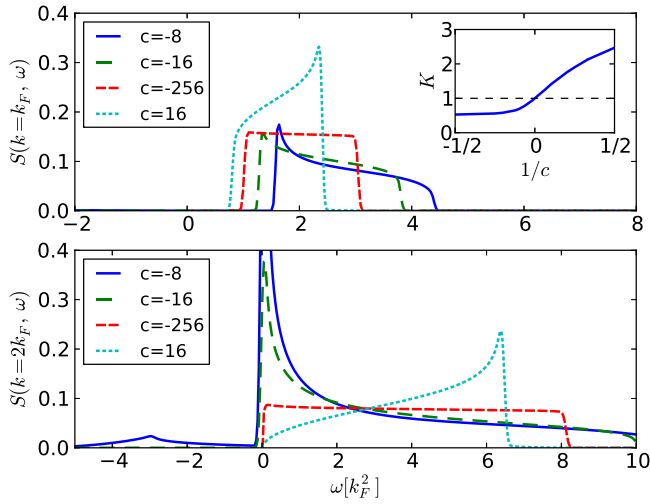 0.4
0.3
0.2
0.1
0.0
S(k=k_F, ω)
c=-8
c=-16
c=-256
c=16
3
2
1
0
K
-1/2
0
1/2
1/c
−2
0
2
4
6
8
0.4
0.3
0.2
0.1
0.0
S(k=2k_F, ω)
c=-8
c=-16
c=-256
c=16
−4
−2
0
2
4
6
8
10
ω[k_F^2]